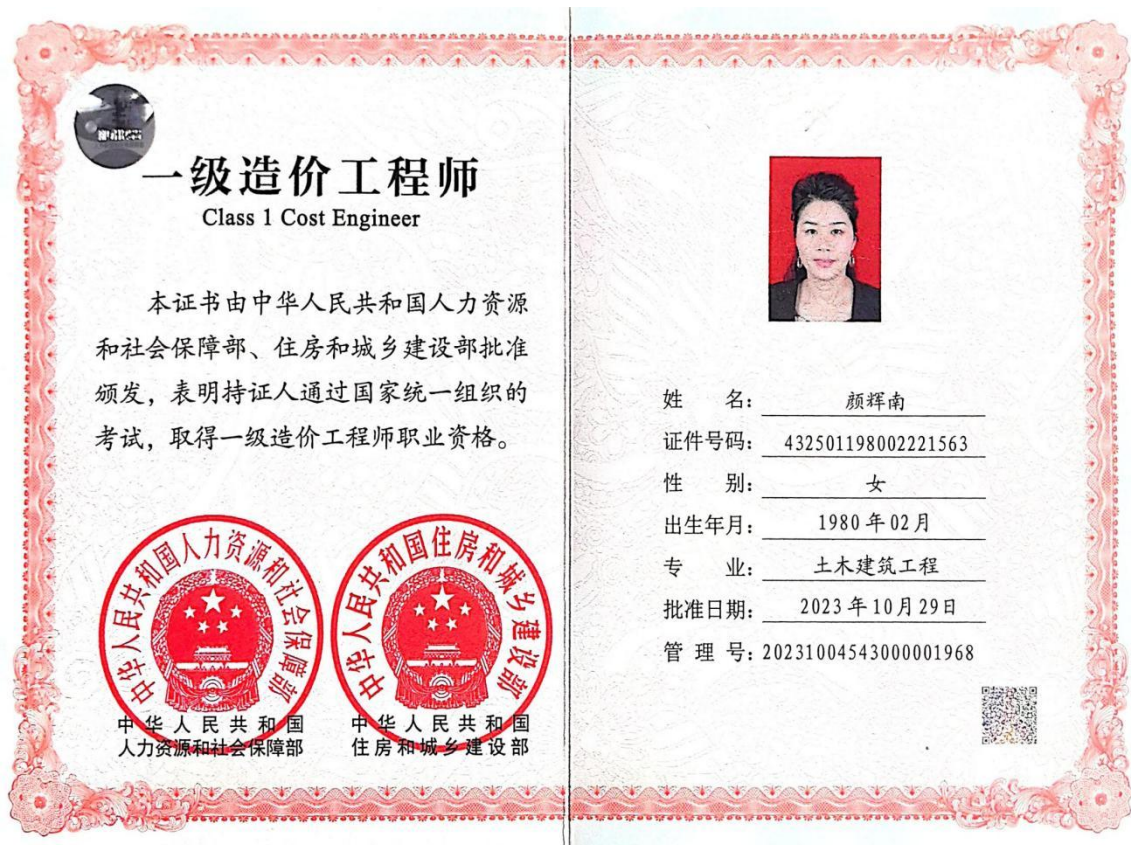 一级造价工程师
Class 1 Cost Engineer
本证书由中华人民共和国人力资源
和社会保障部、住房和城乡建设部批准
颁发，表明持证人通过国家统一组织的
考试，取得一级造价工程师职业资格。
中华人民共和国人力资源和社会保障部
中华人民共和国住房和城乡建设部
中华人民共和国
人力资源和社会保障部
中华人民共和国
住房和城乡建设部
姓 名：颜辉南
证件号码：432501198002221563
性 别：女
出生年月：1980年02月
专 业：土木建筑工程
批准日期：2023年10月29日
管 理 号：20231004543000001968